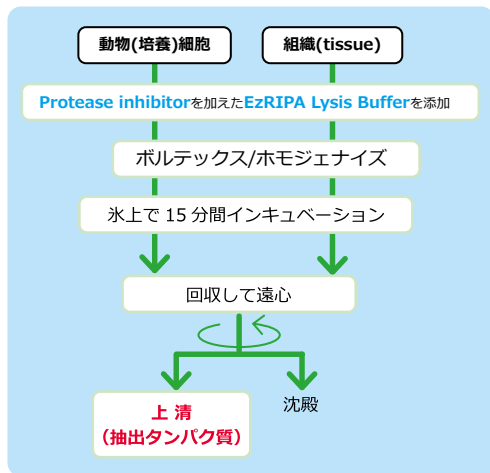 動物(培養)細胞
組織(tissue)
Protease inhibitorを加えたEzRIPA Lysis Bufferを添加
ボルテックス/ホモジェナイズ
氷上で15分間インキュベーション
回収して遠心
上 清
(抽出タンパク質)
沈殿